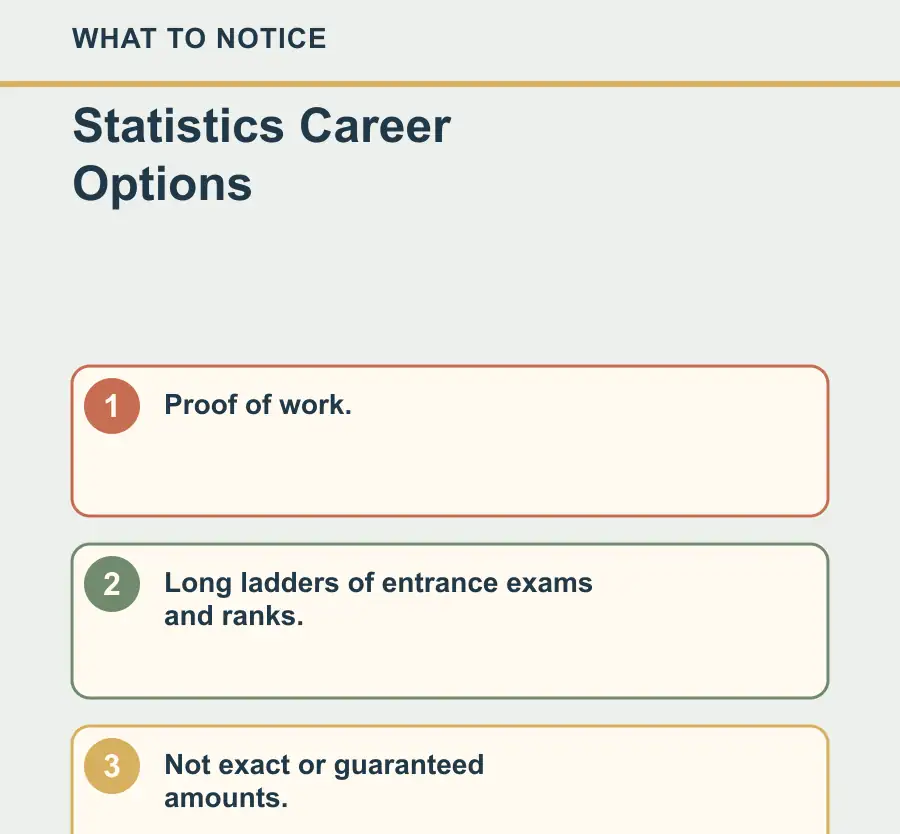 WHAT TO NOTICE
Statistics Career
Options
1
Proof of work.
2
Long ladders of entrance exams
and ranks.
3
Not exact or guaranteed
amounts.